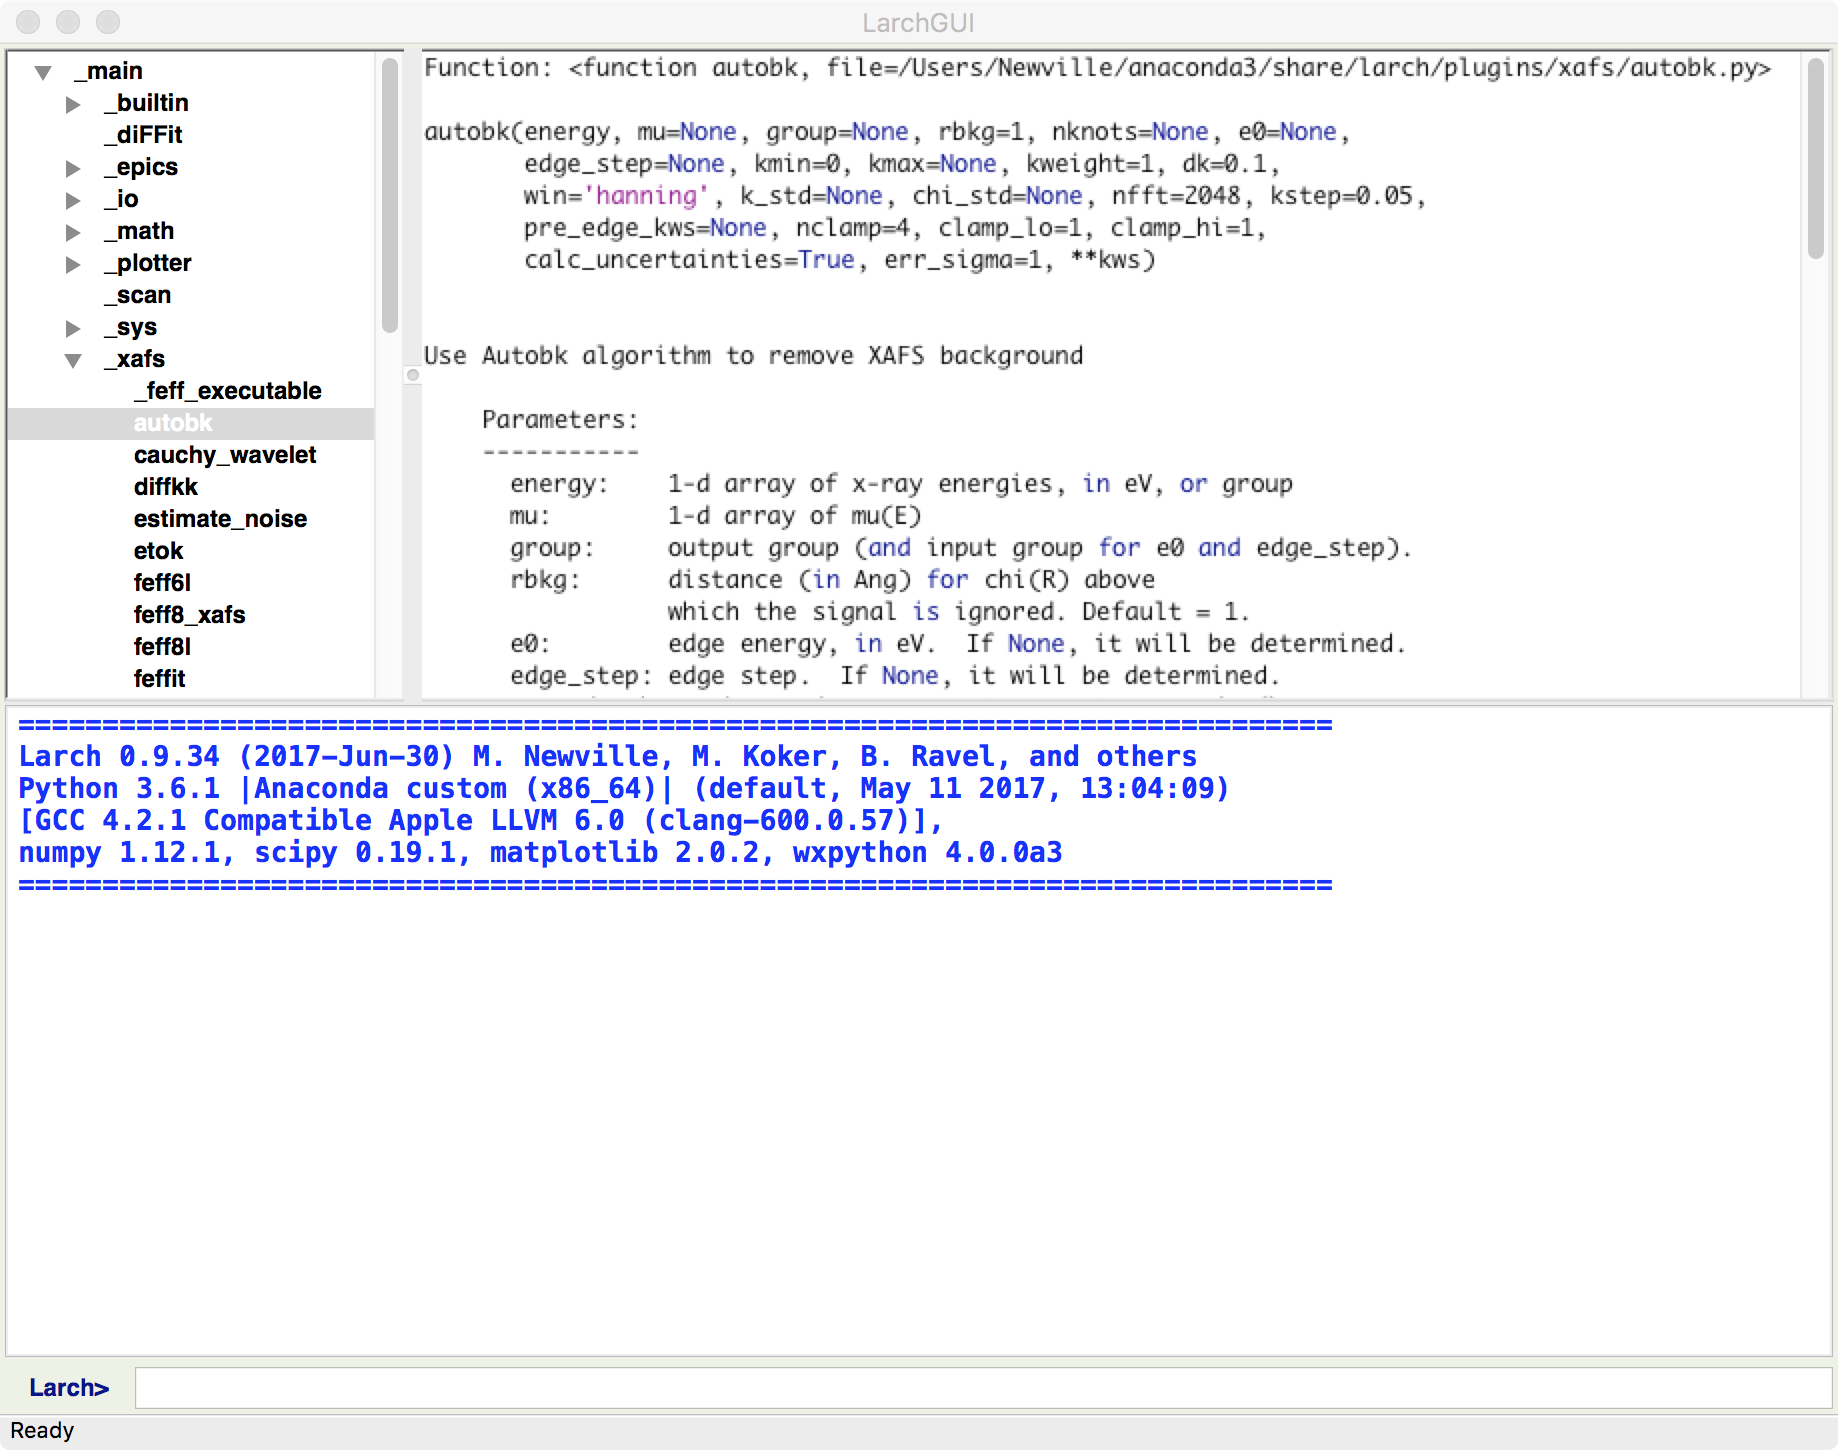 LarchGUI
_main
_builtin
_diFFit
_epics
_io
_math
_plotter
_scan
_sys
_xafs
_feff_executable
autobk
cauchy_wavelet
diffkk
estimate_noise
etok
feff6l
feff8_xafs
feff8l
feffit
Function: <function autobk, file=/Users/Newville/anaconda3/share/larch/plugins/xafs/autobk.py>
autobk(energy, mu=None, group=None, rbkg=1, nknots=None, e0=None,
edge_step=None, kmin=0, kmax=None, kweight=1, dk=0.1,
win='hanning', k_std=None, chi_std=None, nfft=2048, kstep=0.05,
pre_edge_kws=None, nclamp=4, clamp_lo=1, clamp_hi=1,
calc_uncertainties=True, err_sigma=1, **kws)
Use Autobk algorithm to remove XAFS background
Parameters:
-----------
energy: 1-d array of x-ray energies, in eV, or group
mu: 1-d array of mu(E)
group: output group (and input group for e0 and edge_step).
rbkg: distance (in Ang) for chi(R) above
which the signal is ignored. Default = 1.
e0: edge energy, in eV. If None, it will be determined.
edge_step: edge step. If None, it will be determined.
==============================================================================
Larch 0.9.34 (2017-Jun-30) M. Newville, M. Koker, B. Ravel, and others
Python 3.6.1 |Anaconda custom (x86_64)| (default, May 11 2017, 13:04:09)
[GCC 4.2.1 Compatible Apple LLVM 6.0 (clang-600.0.57)],
numpy 1.12.1, scipy 0.19.1, matplotlib 2.0.2, wxpython 4.0.0a3
==============================================================================
Larch>
Ready